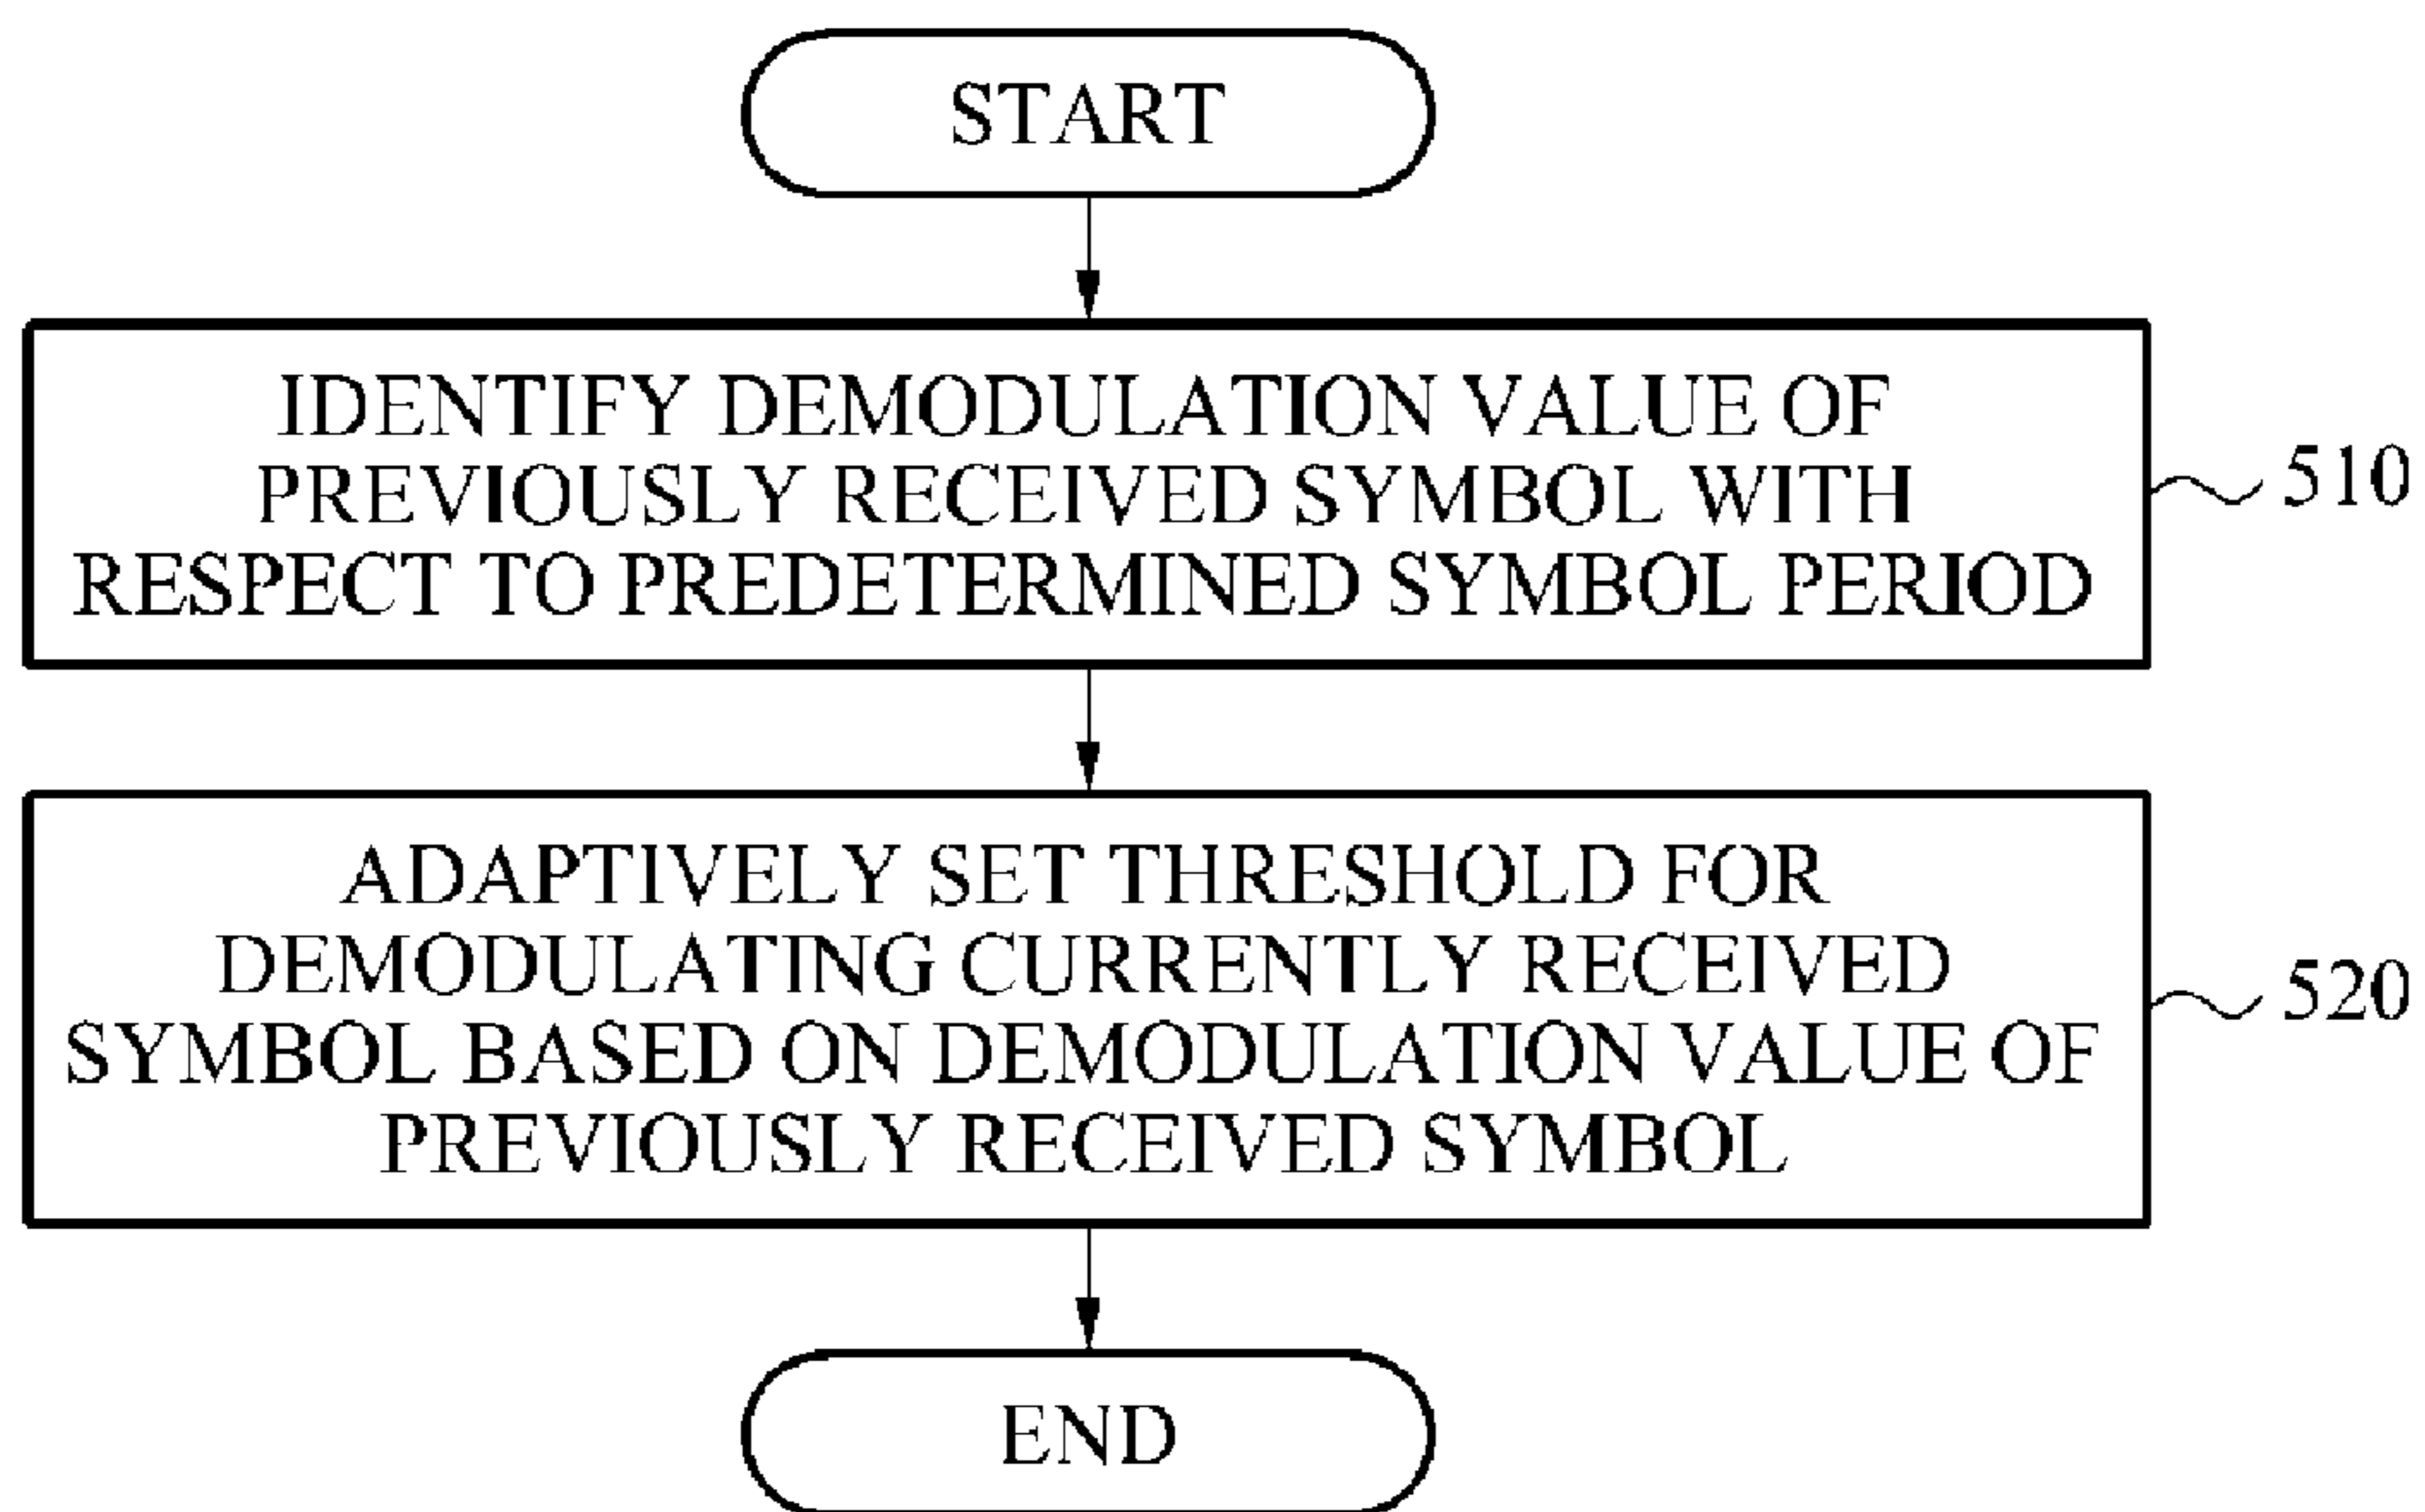 START
IDENTIFY DEMODULATION VALUE OF
PREVIOUSLY RECEIVED SYMBOL WITH
RESPECT TO PREDETERMINED SYMBOL PERIOD
510
ADAPTIVELY SET THRESHOLD FOR
DEMODULATING CURRENTLY RECEIVED
SYMBOL BASED ON DEMODULATION VALUE OF
PREVIOUSLY RECEIVED SYMBOL
520
END